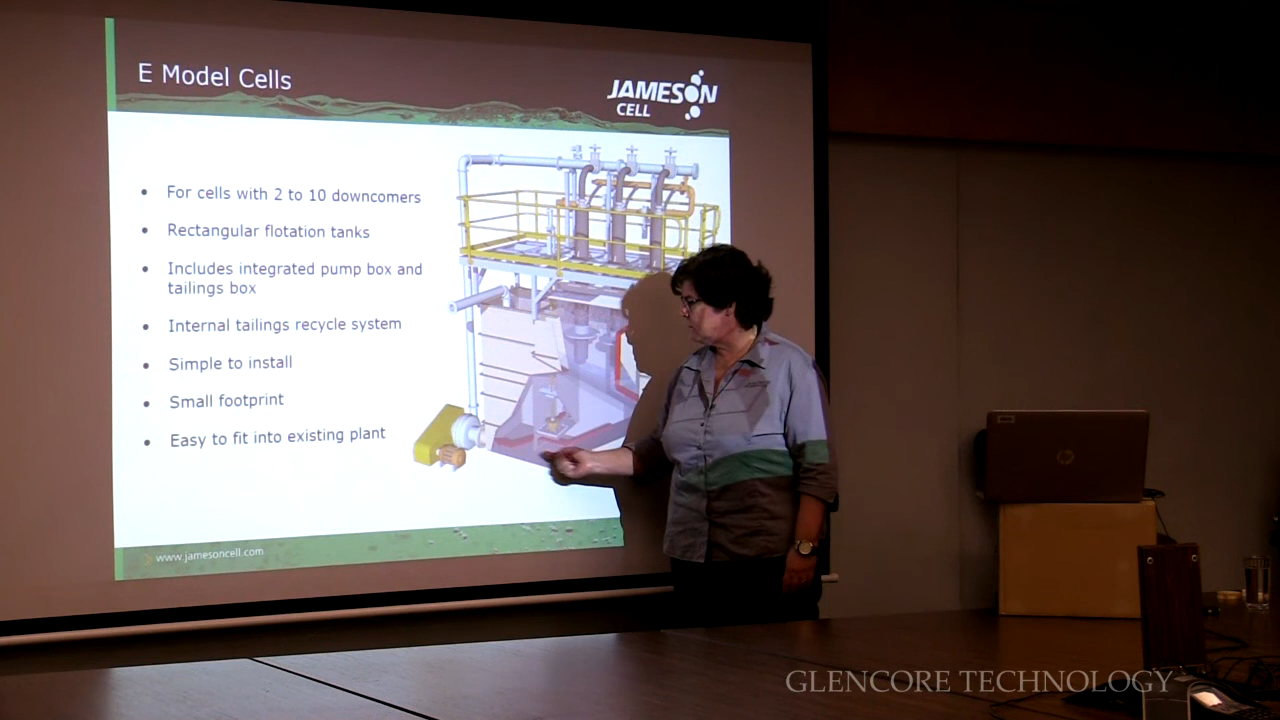 E Model Cells
JAMESON
CELL
• For cells with 2 to 10 downcomers
• Rectangular flotation tanks
• Includes integrated pump box and
tailings box
• Internal tailings recycle system
• Simple to install
• Small footprint
• Easy to fit into existing plant
www.jamesoncell.com
hp
GLENCORE TECHNOLOGY